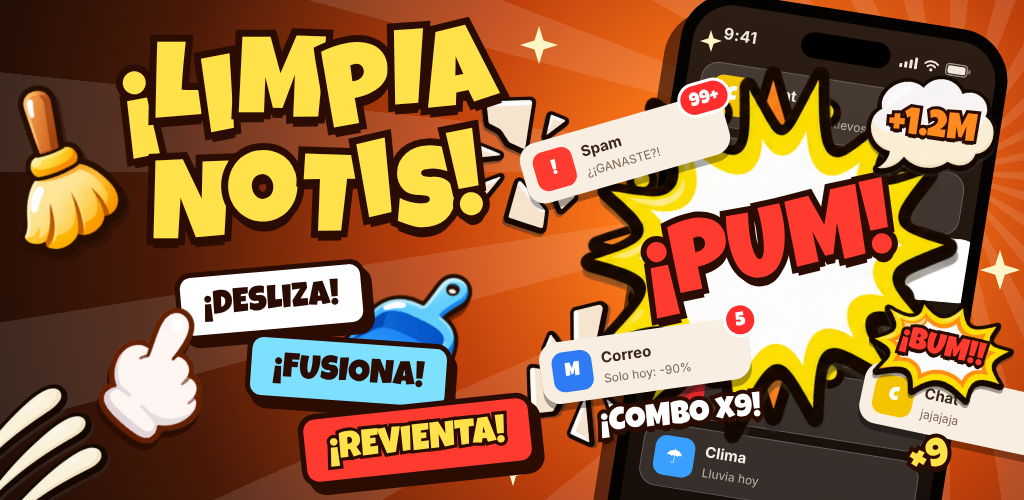 ¡LIMPIA
NOTIS!
¡DESLIZA!
¡FUSIONA!
¡REVIENTA!
9:41
99+
!
Spam
¿¡GANASTE?!
+1.2M
¡PUM!
5
M
Correo
Solo hoy: -90%
¡COMBO X9!
¡BUM!!
C
Chat
jajajaja
+9
Clima
Lluvia hoy